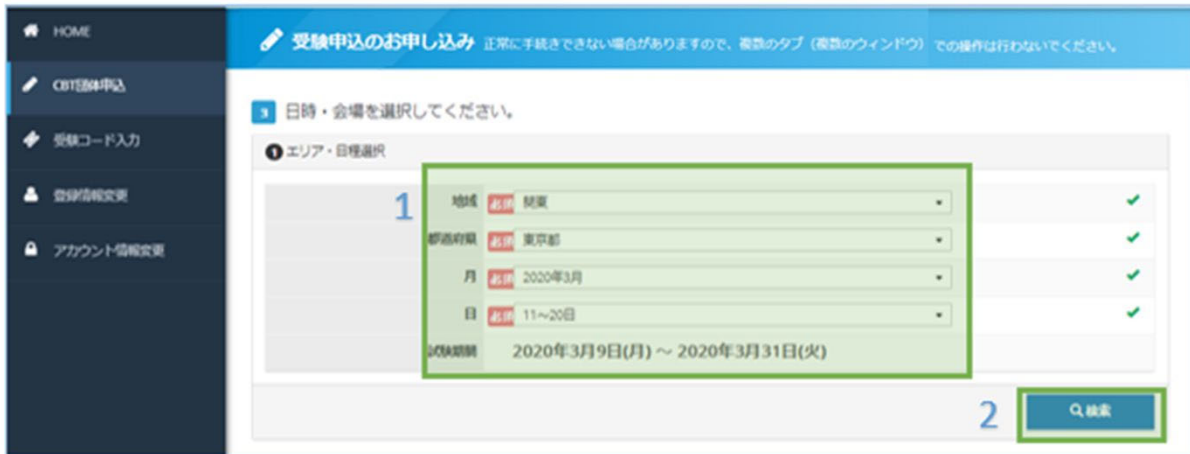 HOME
CBT団体申込
受験コード入力
登録情報変更
アカウント情報変更
受験申込のお申し込み 正常に手続きできない場合がありますので、複数のタブ（複数のウィンドウ）での操作は行わないでください。
3 日時・会場を選択してください。
❶エリア・日程選択
1
地域 必須 関東
都道府県 必須 東京都
月 必須 2020年3月
日 必須 11～20日
試験期間 2020年3月9日(月) ～ 2020年3月31日(火)
2
検索